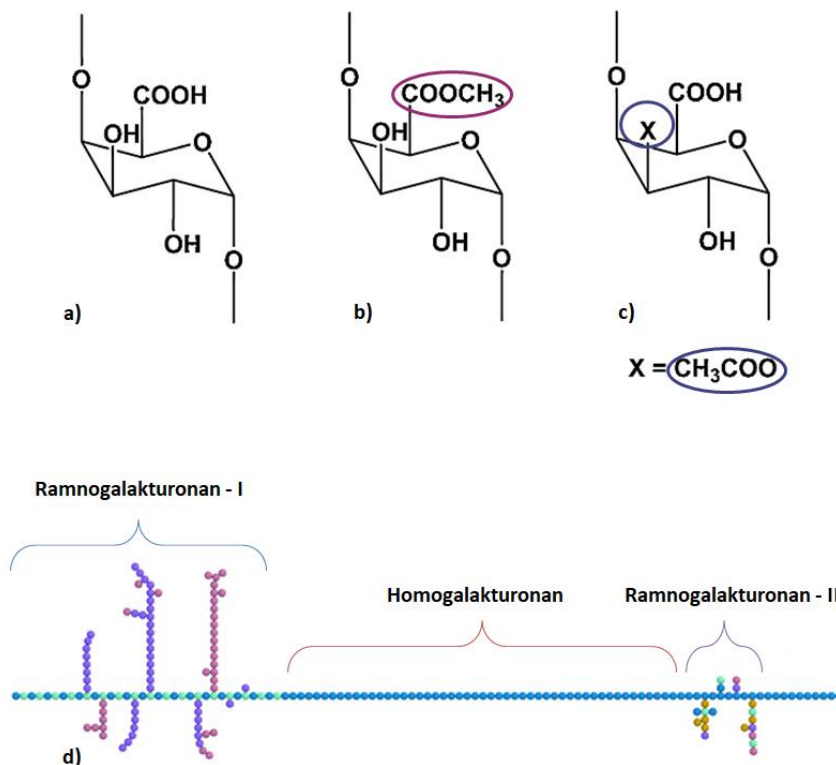 O
COOH
OH
O
OH
O
a)
O
COOCH₃
OH
O
OH
O
b)
O
COOH
X
O
OH
O
c)
X = CH₃COO
Ramnogalakturonan - I
Homogalakturonan
Ramnogalakturonan - II
d)